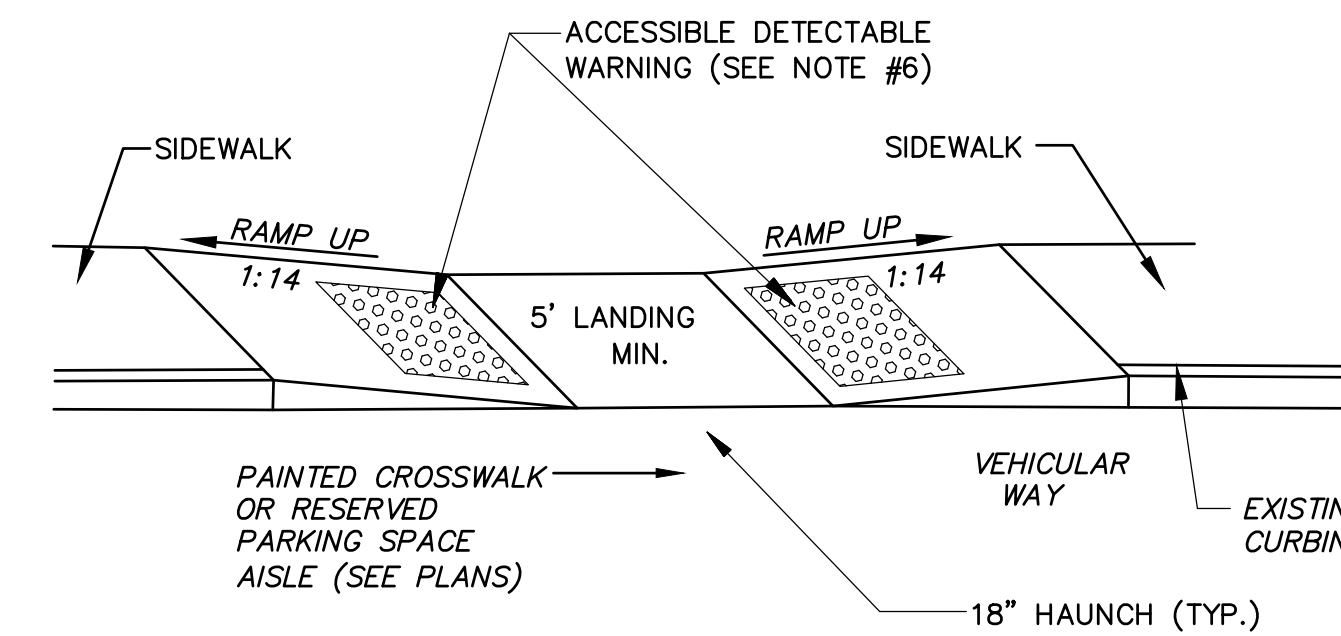 ACCESSIBLE DETECTABLE
WARNING (SEE NOTE #6)
SIDEWALK
SIDEWALK
RAMP UP
1:14
RAMP UP
1:14
5' LANDING
MIN.
PAINTED CROSSWALK
OR RESERVED
PARKING SPACE
AISLE (SEE PLANS)
VEHICULAR
WAY
18" HAUNCH (TYP.)